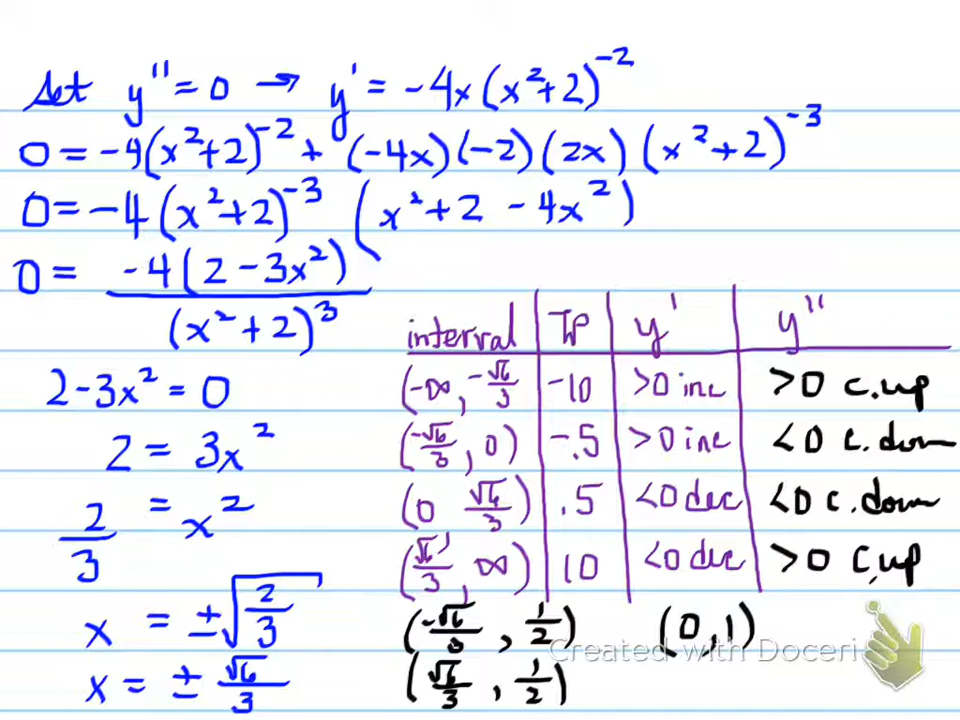 Set y'' = 0 → y' = -4x(x²+2)⁻²
0 = -4(x²+2)⁻² + (-4x)(-2)(2x)(x²+2)⁻³
0 = -4(x²+2)⁻³ (x²+2 - 4x²)
0 = -4(2-3x²) / (x²+2)³
2-3x² = 0
2 = 3x²
2/3 = x²
x = ±√(2/3)
x = ± √6/3
interval | TP | y' | y''
(-∞, -√6/3) | -10 | >0 inc | >0 c.up
(-√6/3, 0) | -.5 | >0 inc | <0 c.down
(0 √6/3) | .5 | <0 dec | <0 c.down
(√6/3, ∞) | 10 | <0 dec | >0 c.up
(-√6/3, 1/2) (0,1)
(√6/3, 1/2)
Created with Doceri